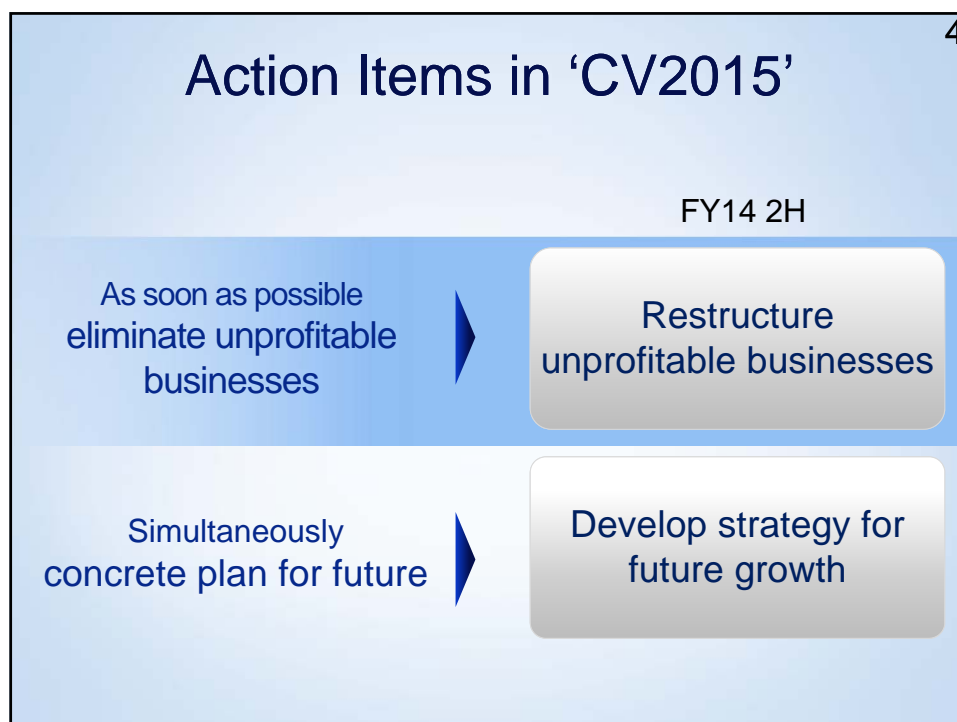 4
Action Items in ‘CV2015’
FY14 2H
As soon as possible
eliminate unprofitable
businesses
Restructure
unprofitable businesses
Simultaneously
concrete plan for future
Develop strategy for
future growth